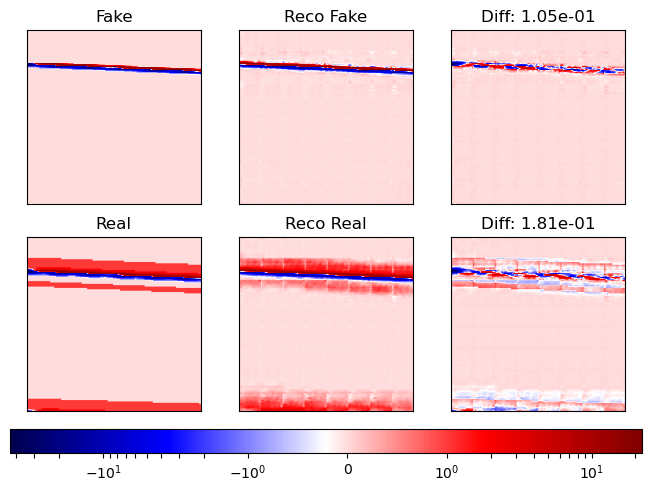 Fake Reco Fake Diff: 1.05e-01
Real Reco Real Diff: 1.81e-01
−10¹ −10⁰ 0 10⁰ 10¹